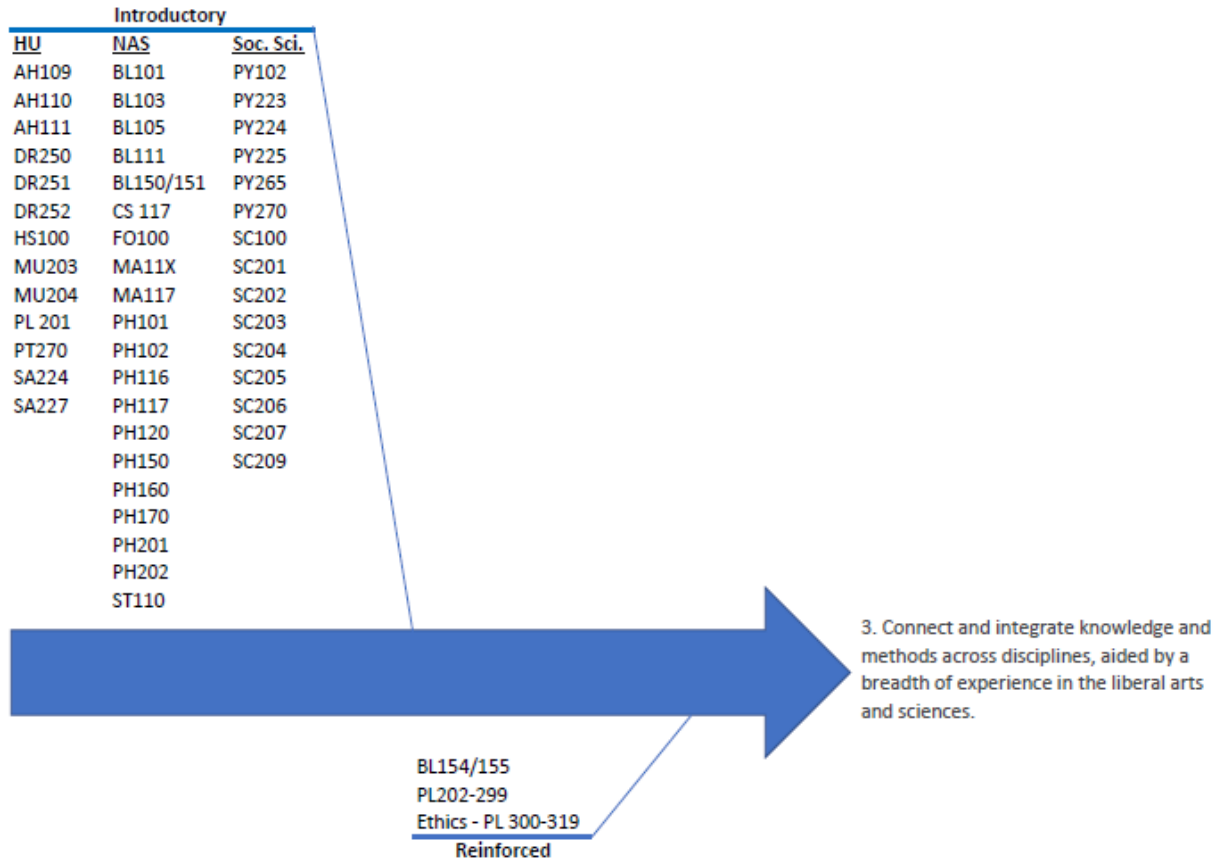 Introductory
HU NAS Soc. Sci.
AH109 BL101 PY102
AH110 BL103 PY223
AH111 BL105 PY224
DR250 BL111 PY225
DR251 BL150/151 PY265
DR252 CS 117 PY270
HS100 FO100 SC100
MU203 MA11X SC201
MU204 MA117 SC202
PL 201 PH101 SC203
PT270 PH102 SC204
SA224 PH116 SC205
SA227 PH117 SC206
PH120 SC207
PH150 SC209
PH160
PH170
PH201
PH202
ST110
3. Connect and integrate knowledge and
methods across disciplines, aided by a
breadth of experience in the liberal arts
and sciences.
BL154/155
PL202-299
Ethics - PL 300-319
Reinforced